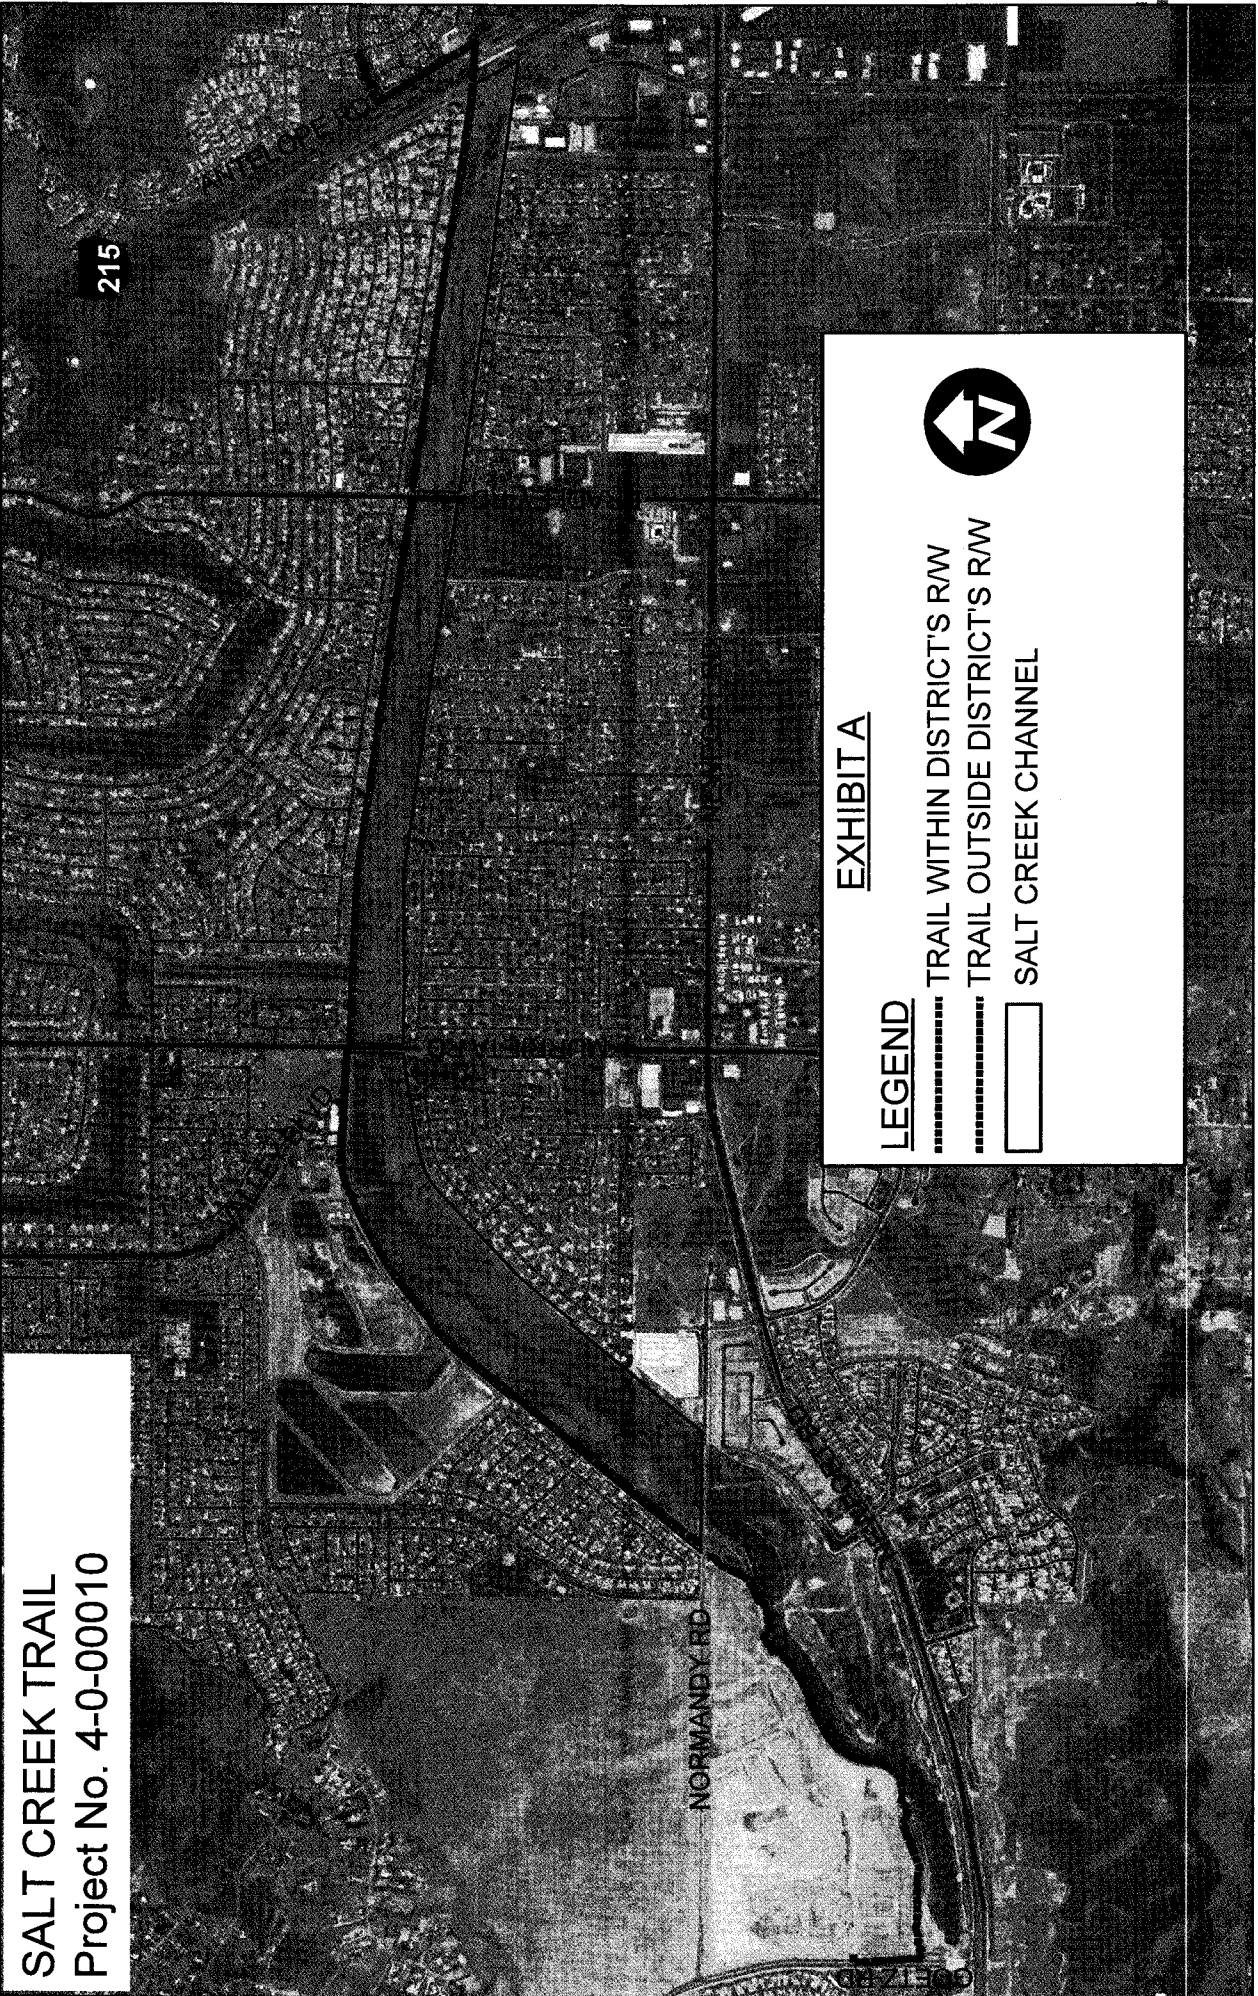 SALT CREEK TRAIL
Project No. 4-0-00010
215
ANTELOPE RD
NORMANDY RD
GOETZ RD
EXHIBIT A
LEGEND
TRAIL WITHIN DISTRICT'S R/W
TRAIL OUTSIDE DISTRICT'S R/W
SALT CREEK CHANNEL
N